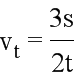 v_t = 3s/2t